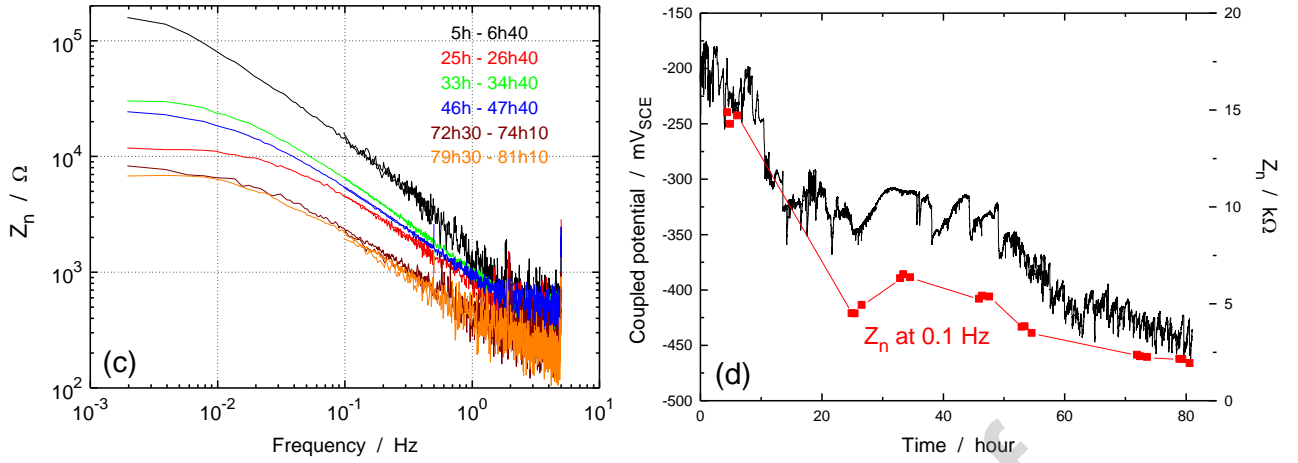 10^5
10^4
10^3
10^2
Z_n / Ω
5h - 6h40
25h - 26h40
33h - 34h40
46h - 47h40
72h30 - 74h10
79h30 - 81h10
(c)
10^-3
10^-2
10^-1
10^0
10^1
Frequency / Hz
-150
-200
-250
-300
-350
-400
-450
-500
Coupled potential / mV_SCE
Z_n at 0.1 Hz
(d)
0
20
40
60
80
Time / hour
20
15
10
5
0
Z_n / kΩ